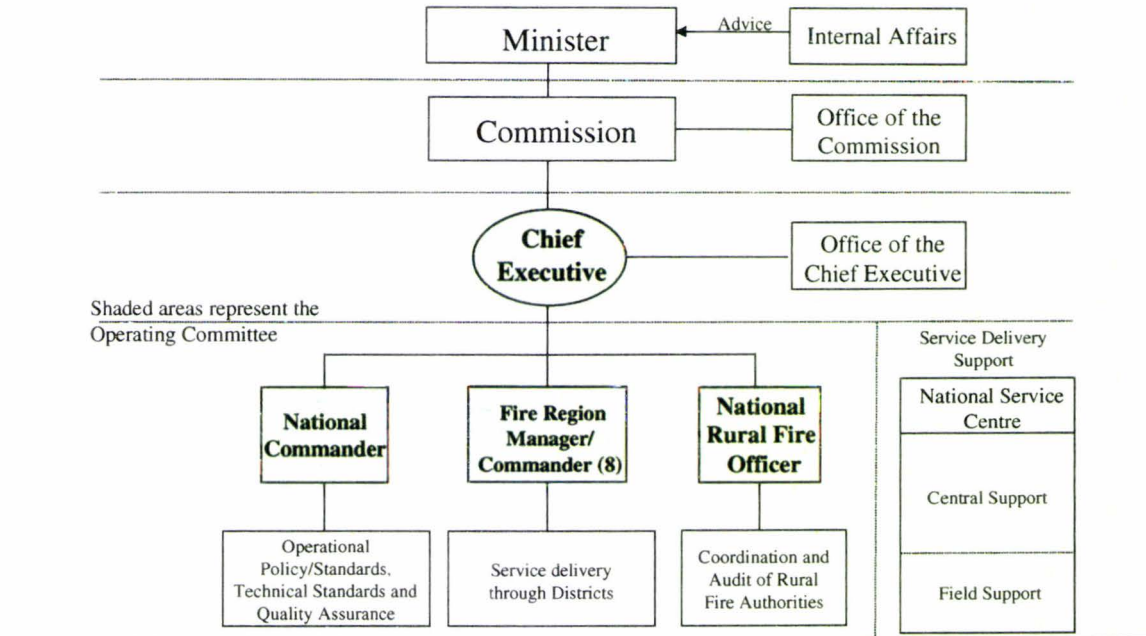 Minister
Advice
Internal Affairs
Commission
Office of the
Commission
Chief
Executive
Office of the
Chief Executive
Shaded areas represent the
Operating Committee
Service Delivery
Support
National Service
Centre
Central Support
Field Support
National
Commander
Fire Region
Manager/
Commander (8)
National
Rural Fire
Officer
Operational
Policy/Standards,
Technical Standards and
Quality Assurance
Service delivery
through Districts
Coordination and
Audit of Rural
Fire Authorities